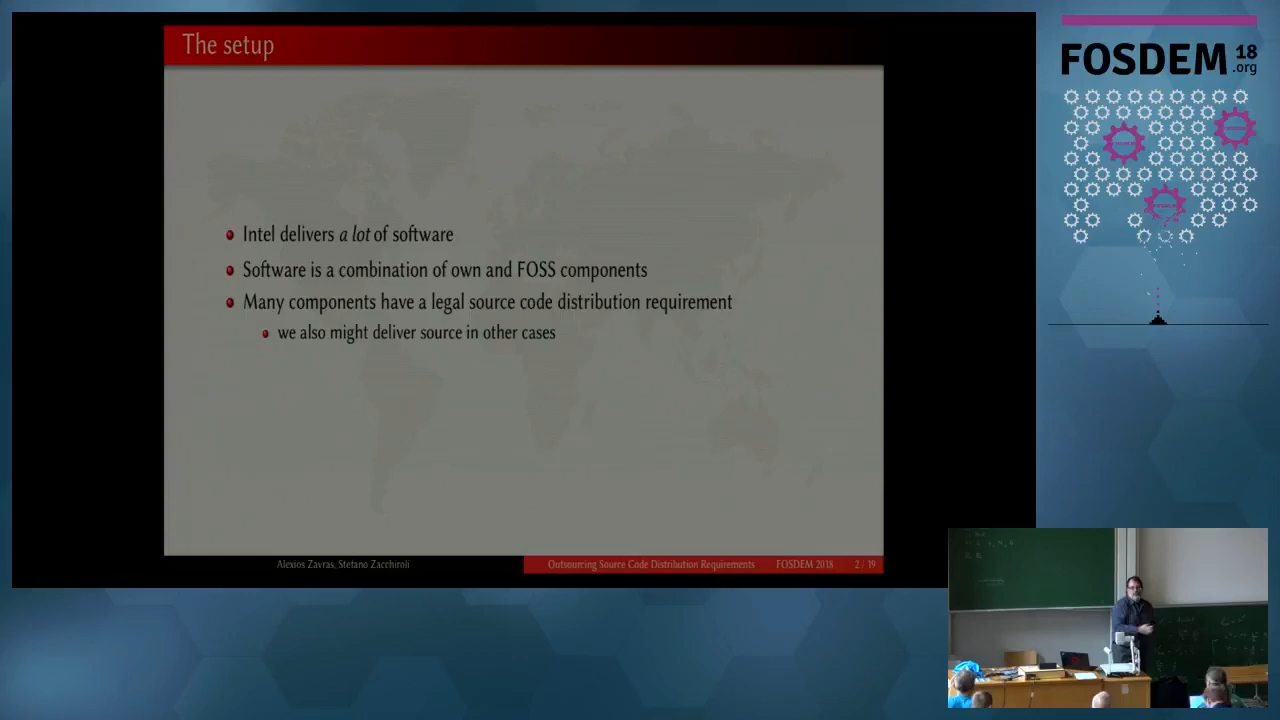 The setup
Intel delivers a lot of software
Software is a combination of own and FOSS components
Many components have a legal source code distribution requirement
we also might deliver source in other cases
Alexios Zavras, Stefano Zacchiroli
Outsourcing Source Code Distribution Requirements FOSDEM 2018 2 / 19
FOSDEM 18
.org